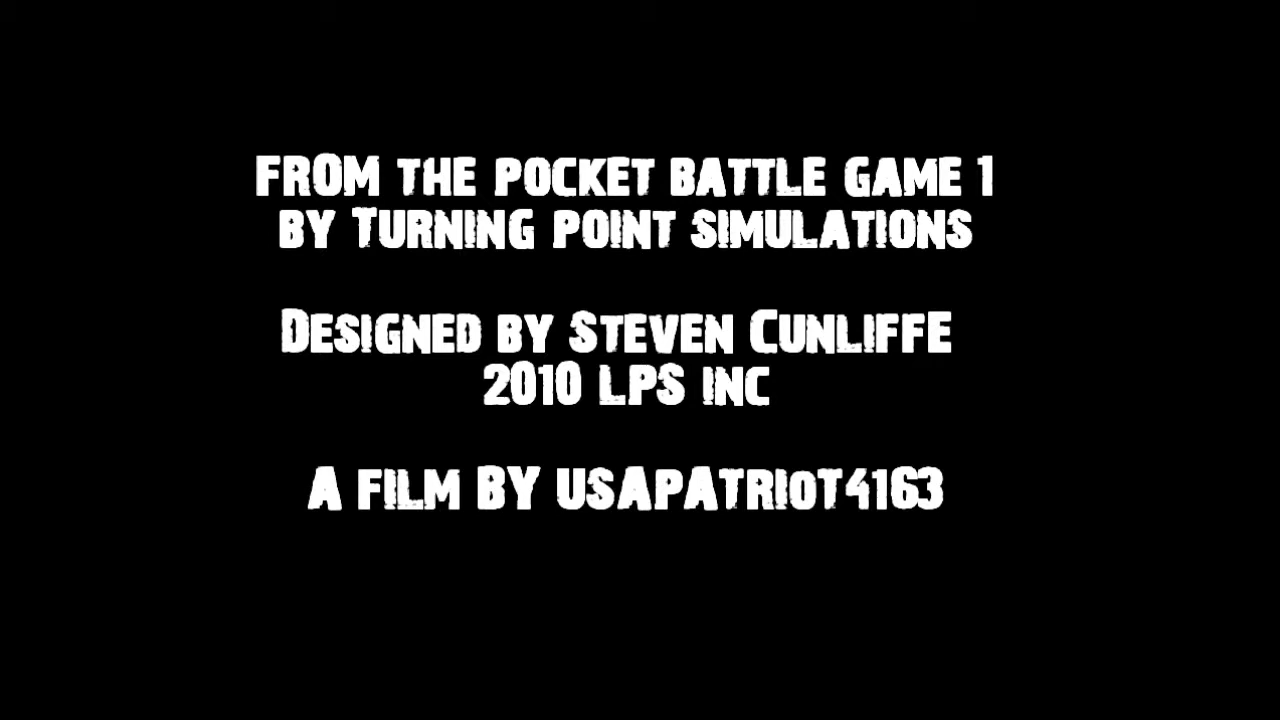 FROM THE POCKET BATTLE GAME 1
BY TURNING POINT SIMULATIONS
DESIGNED BY STEVEN CUNLIFFE
2010 LPS INC
A FILM BY USAPATRIOT4163